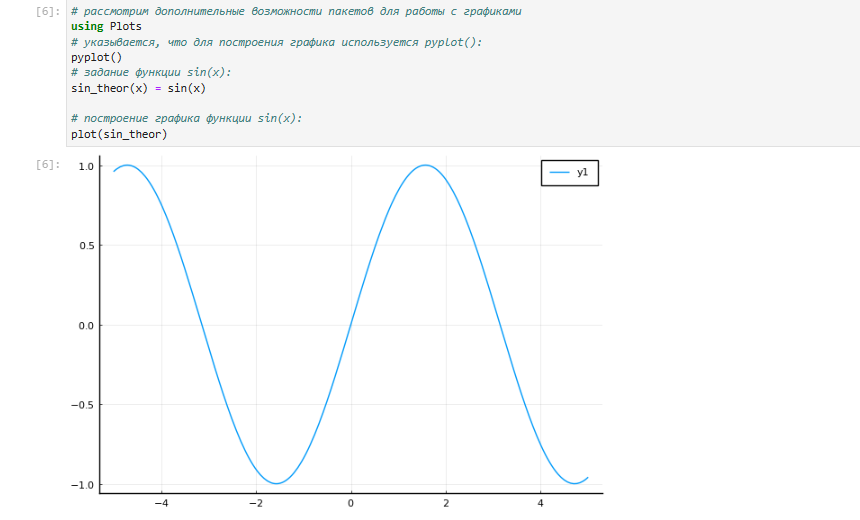 [6]: # рассмотрим дополнительные возможности пакетов для работы с графиками
using Plots
# указывается, что для построения графика используется pyplot():
pyplot()
# задание функции sin(x):
sin_theor(x) = sin(x)
# построение графика функции sin(x):
plot(sin_theor)
[6]:
y1
1.0
0.5
0.0
−0.5
−1.0
−4 −2 0 2 4